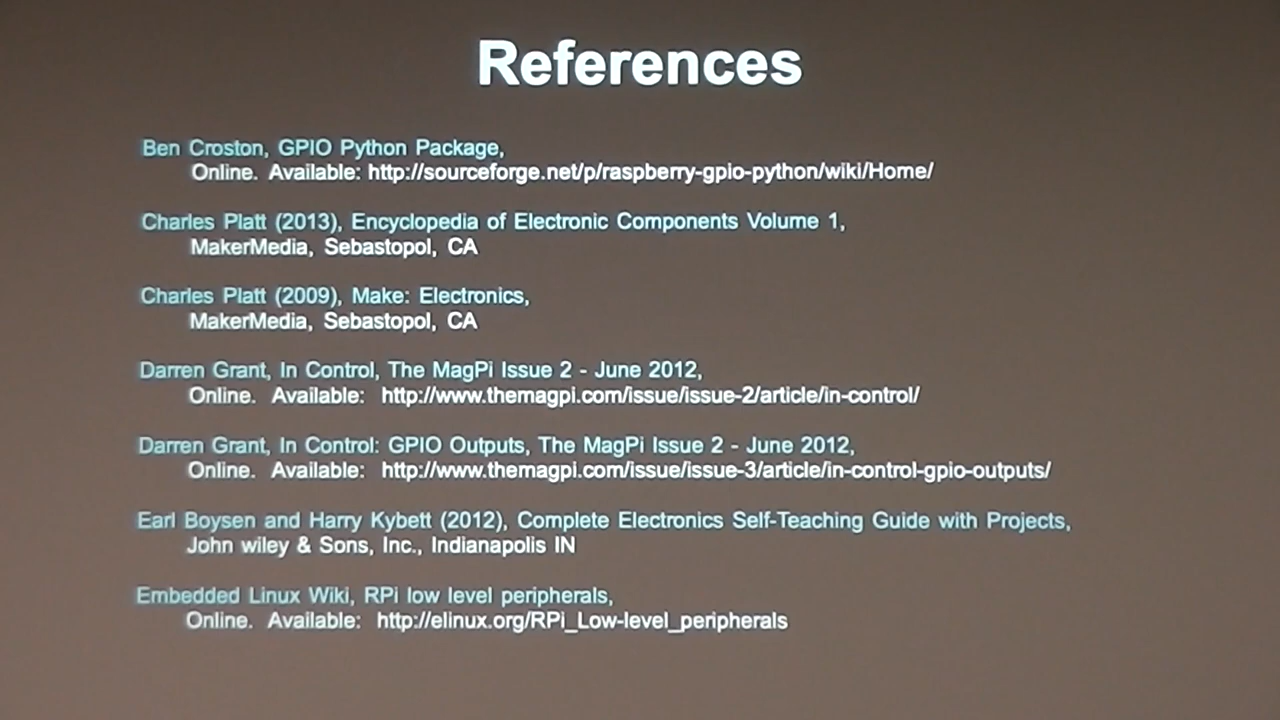 References
Ben Croston, GPIO Python Package,
Online. Available: http://sourceforge.net/p/raspberry-gpio-python/wiki/Home/
Charles Platt (2013), Encyclopedia of Electronic Components Volume 1,
MakerMedia, Sebastopol, CA
Charles Platt (2009), Make: Electronics,
MakerMedia, Sebastopol, CA
Darren Grant, In Control, The MagPi Issue 2 - June 2012,
Online. Available: http://www.themagpi.com/issue/issue-2/article/in-control/
Darren Grant, In Control: GPIO Outputs, The MagPi Issue 2 - June 2012,
Online. Available: http://www.themagpi.com/issue/issue-3/article/in-control-gpio-outputs/
Earl Boysen and Harry Kybett (2012), Complete Electronics Self-Teaching Guide with Projects,
John wiley & Sons, Inc., Indianapolis IN
Embedded Linux Wiki, RPi low level peripherals,
Online. Available: http://elinux.org/RPi_Low-level_peripherals